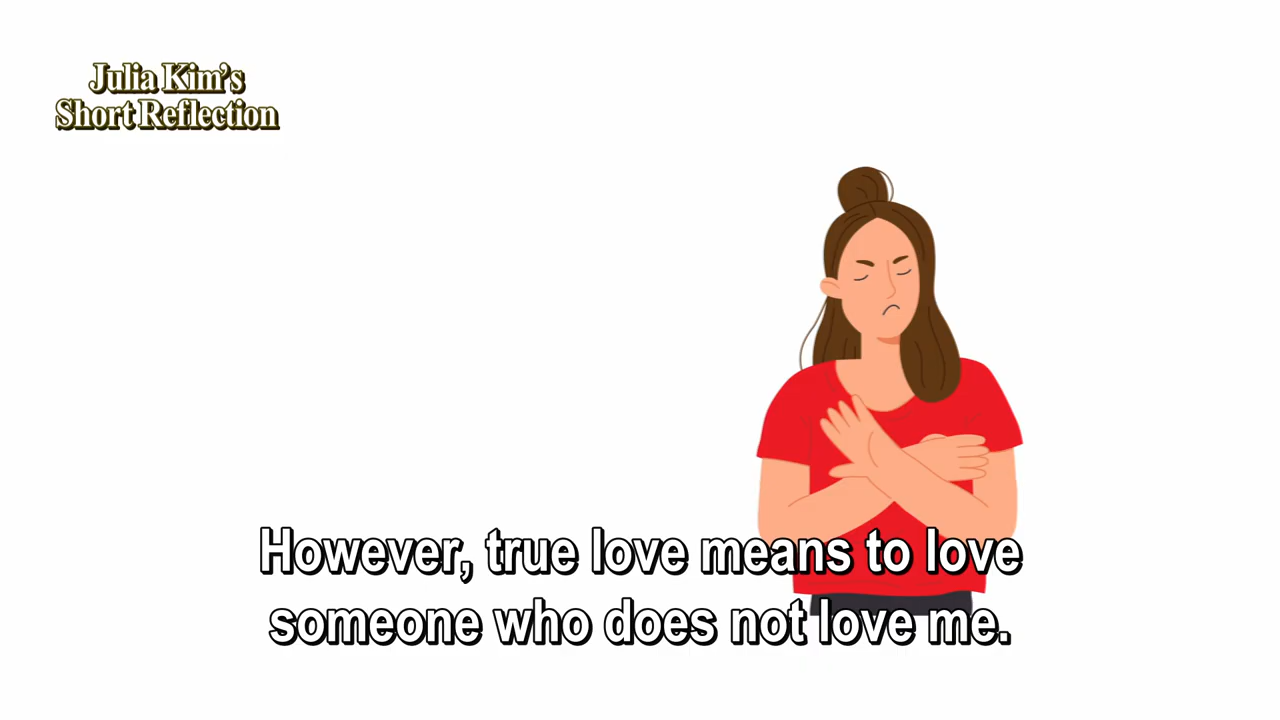 Julia Kim's
Short Reflection
However, true love means to love
someone who does not love me.